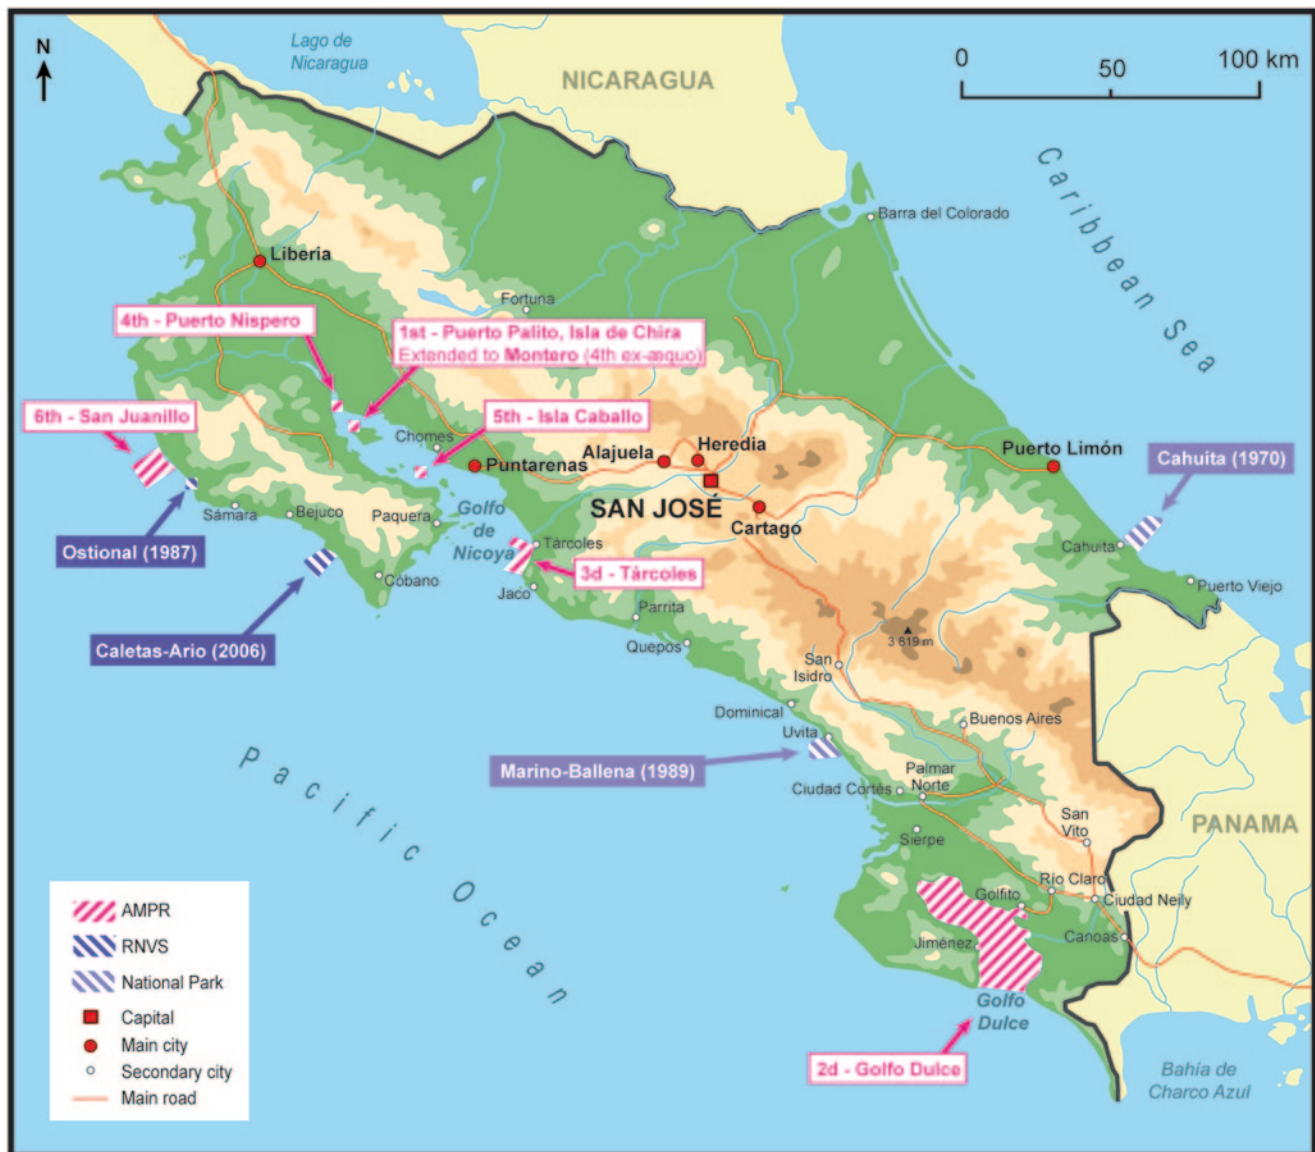 N
Lago de
Nicaragua
NICARAGUA
0
50
100 km
Caribbean Sea
Barra del Colorado
Liberia
Fortuna
4th - Puerto Nispero
1st - Puerto Palito, Isla de Chira
Extended to Montero (4th ex-æquo)
6th - San Juanillo
5th - Isla Caballo
Chomes
Puntarenas
Alajuela
Heredia
Puerto Limón
Cahuita (1970)
SAN JOSÉ
Cartago
Golfo
de
Nicoya
Sámara
Bejuco
Paquera
Ostional (1987)
Tárcoles
Cahuita
3d - Tárcoles
Cóbano
Jacó
Puerto Viejo
Parrita
Caletas-Ario (2006)
Quepos
3 819 m
San
Isidro
Dominical
Buenos Aires
Uvita
Marino-Ballena (1989)
Palmar
Norte
Ciudad Cortés
San
Vito
PANAMA
Sierpe
Pacific Ocean
Río Claro
Golfito
Ciudad Neily
Jiménez
Canoas
Golfo
Dulce
2d - Golfo Dulce
Bahía de
Charco Azul
AMPR
RNVS
National Park
Capital
Main city
Secondary city
Main road